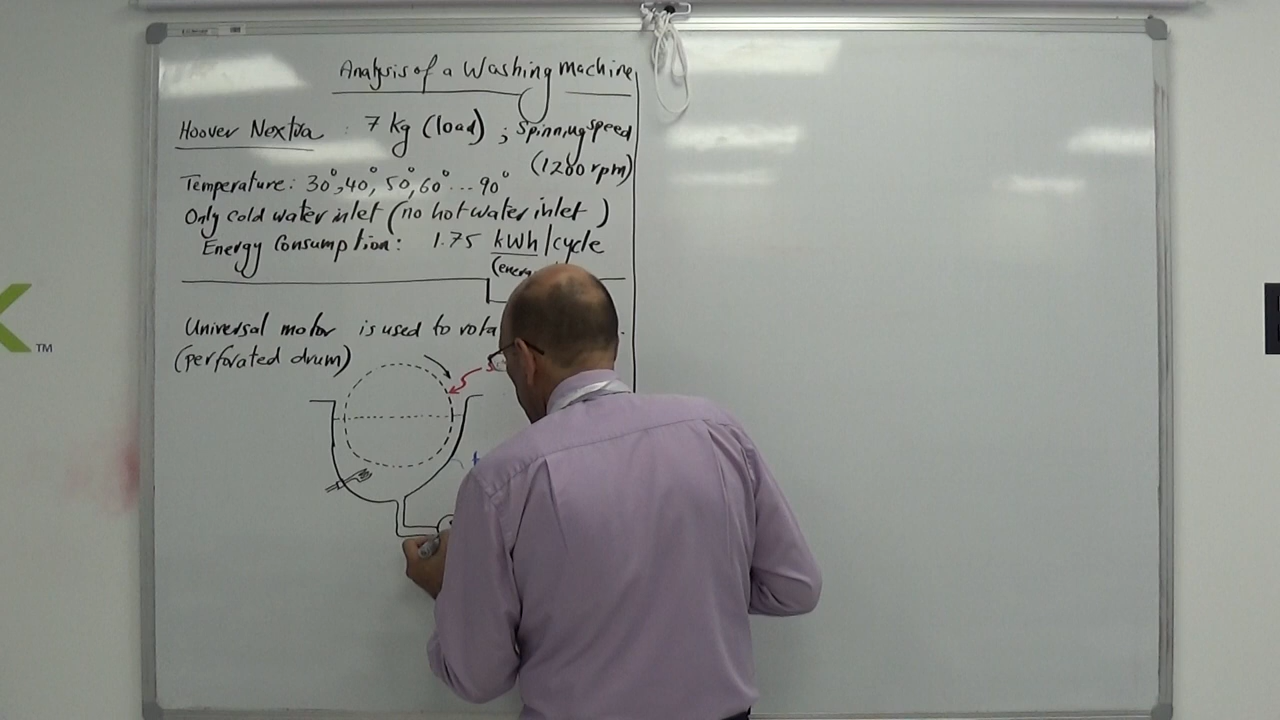 Analysis of a Washing Machine
Hoover Nextra : 7 kg (load) ; Spinning speed
(1200 rpm)
Temperature: 30°, 40°, 50°, 60° ... 90°
Only cold water inlet (no hot water inlet)
Energy Consumption: 1.75 kWh/cycle
Universal motor is used to
(perforated drum)
TM